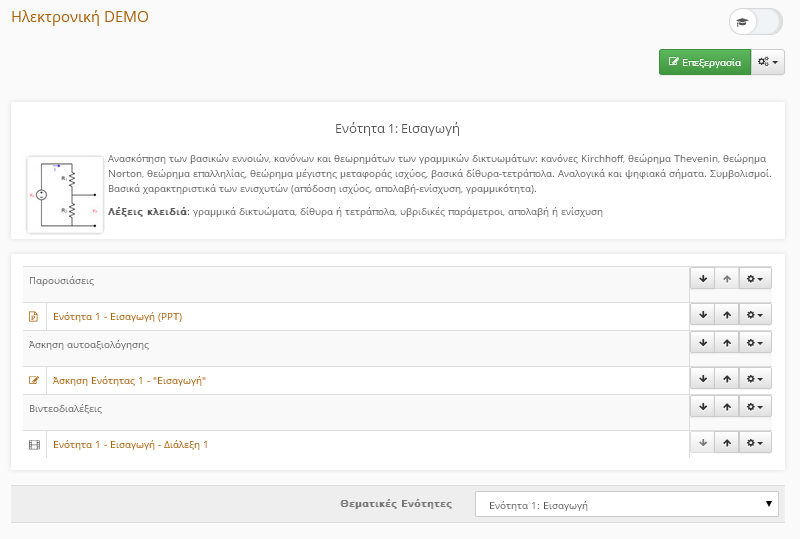 Ηλεκτρονική DEMO
Επεξεργασία
Ενότητα 1: Εισαγωγή
Ανασκόπηση των βασικών εννοιών, κανόνων και θεωρημάτων των γραμμικών δικτυωμάτων: κανόνες Kirchhoff, θεώρημα Thevenin, θεώρημα
Norton, θεώρημα επαλληλίας, θεώρημα μέγιστης μεταφοράς ισχύος, βασικά δίθυρα-τετράπολα. Αναλογικά και ψηφιακά σήματα. Συμβολισμοί.
Βασικά χαρακτηριστικά των ενισχυτών (απόδοση ισχύος, απολαβή-ενίσχυση, γραμμικότητα).
Λέξεις κλειδιά: γραμμικά δικτυώματα, δίθυρα ή τετράπολα, υβριδικές παράμετροι, απολαβή ή ενίσχυση
Παρουσιάσεις
Ενότητα 1 - Εισαγωγή (PPT)
Άσκηση αυτοαξιολόγησης
Άσκηση Ενότητας 1 - "Εισαγωγή"
Βιντεοδιαλέξεις
Ενότητα 1 - Εισαγωγή - Διάλεξη 1
Θεματικές Ενότητες
Ενότητα 1: Εισαγωγή